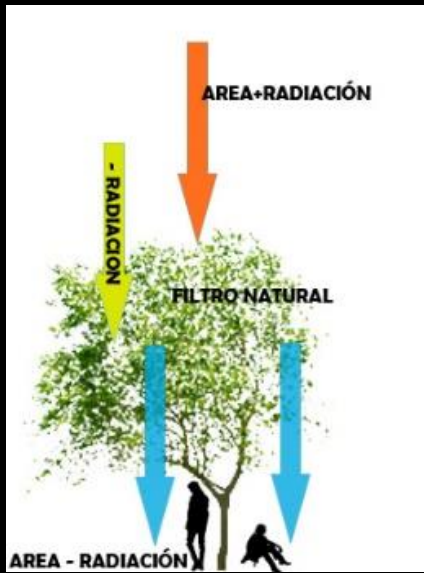 AREA+RADIACIÓN
- RADIACION
FILTRO NATURAL
AREA - RADIACIÓN